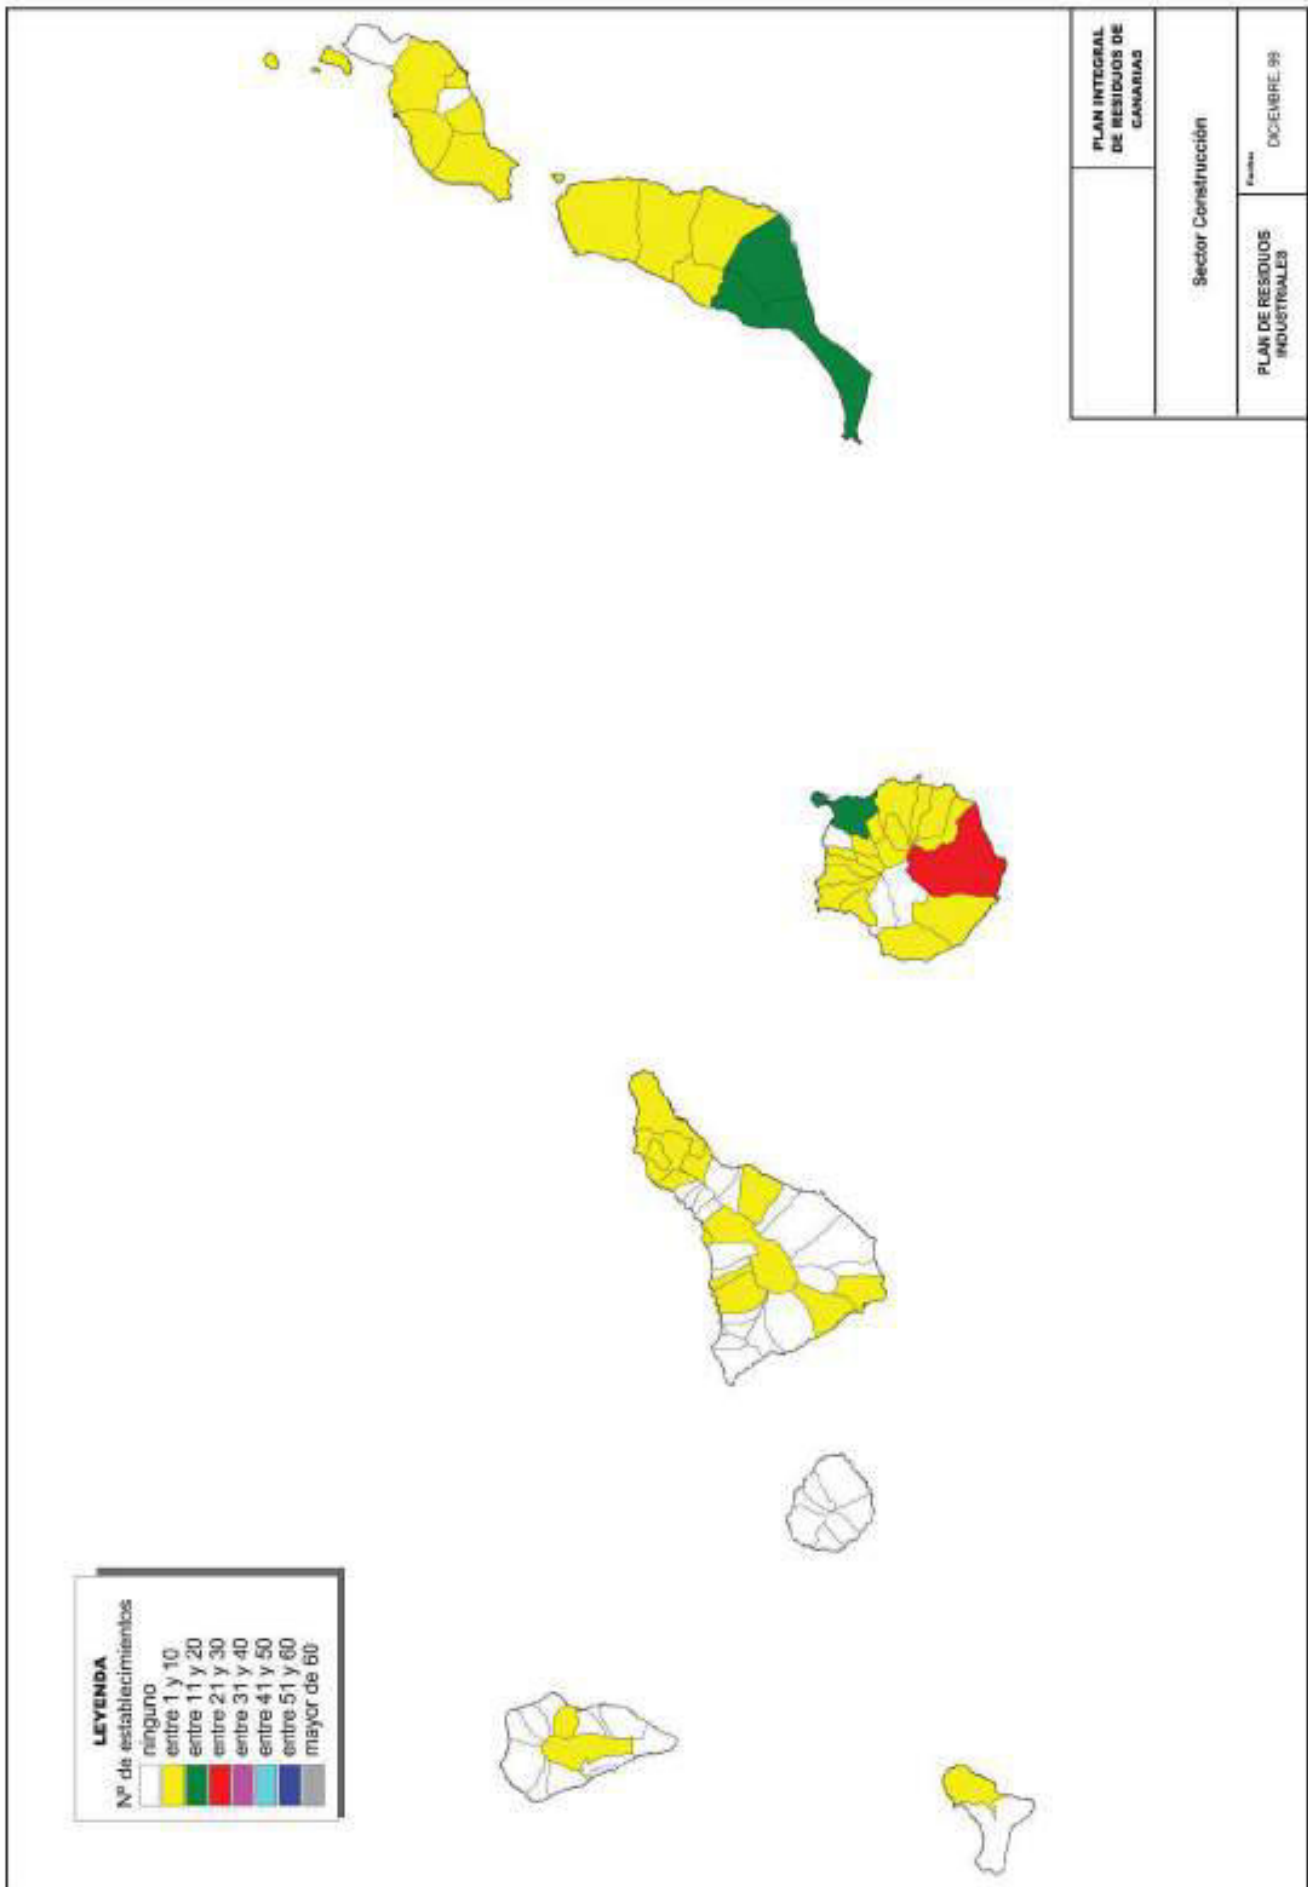 LEYENDA
Nº de establecimientos
ninguno
entre 1 y 10
entre 11 y 20
entre 21 y 30
entre 31 y 40
entre 41 y 50
entre 51 y 60
mayor de 60
PLAN INTEGRAL
DE RESIDUOS DE
CANARIAS
Sector Construcción
PLAN DE RESIDUOS
INDUSTRIALES
Fecha:
DICIEMBRE, 99